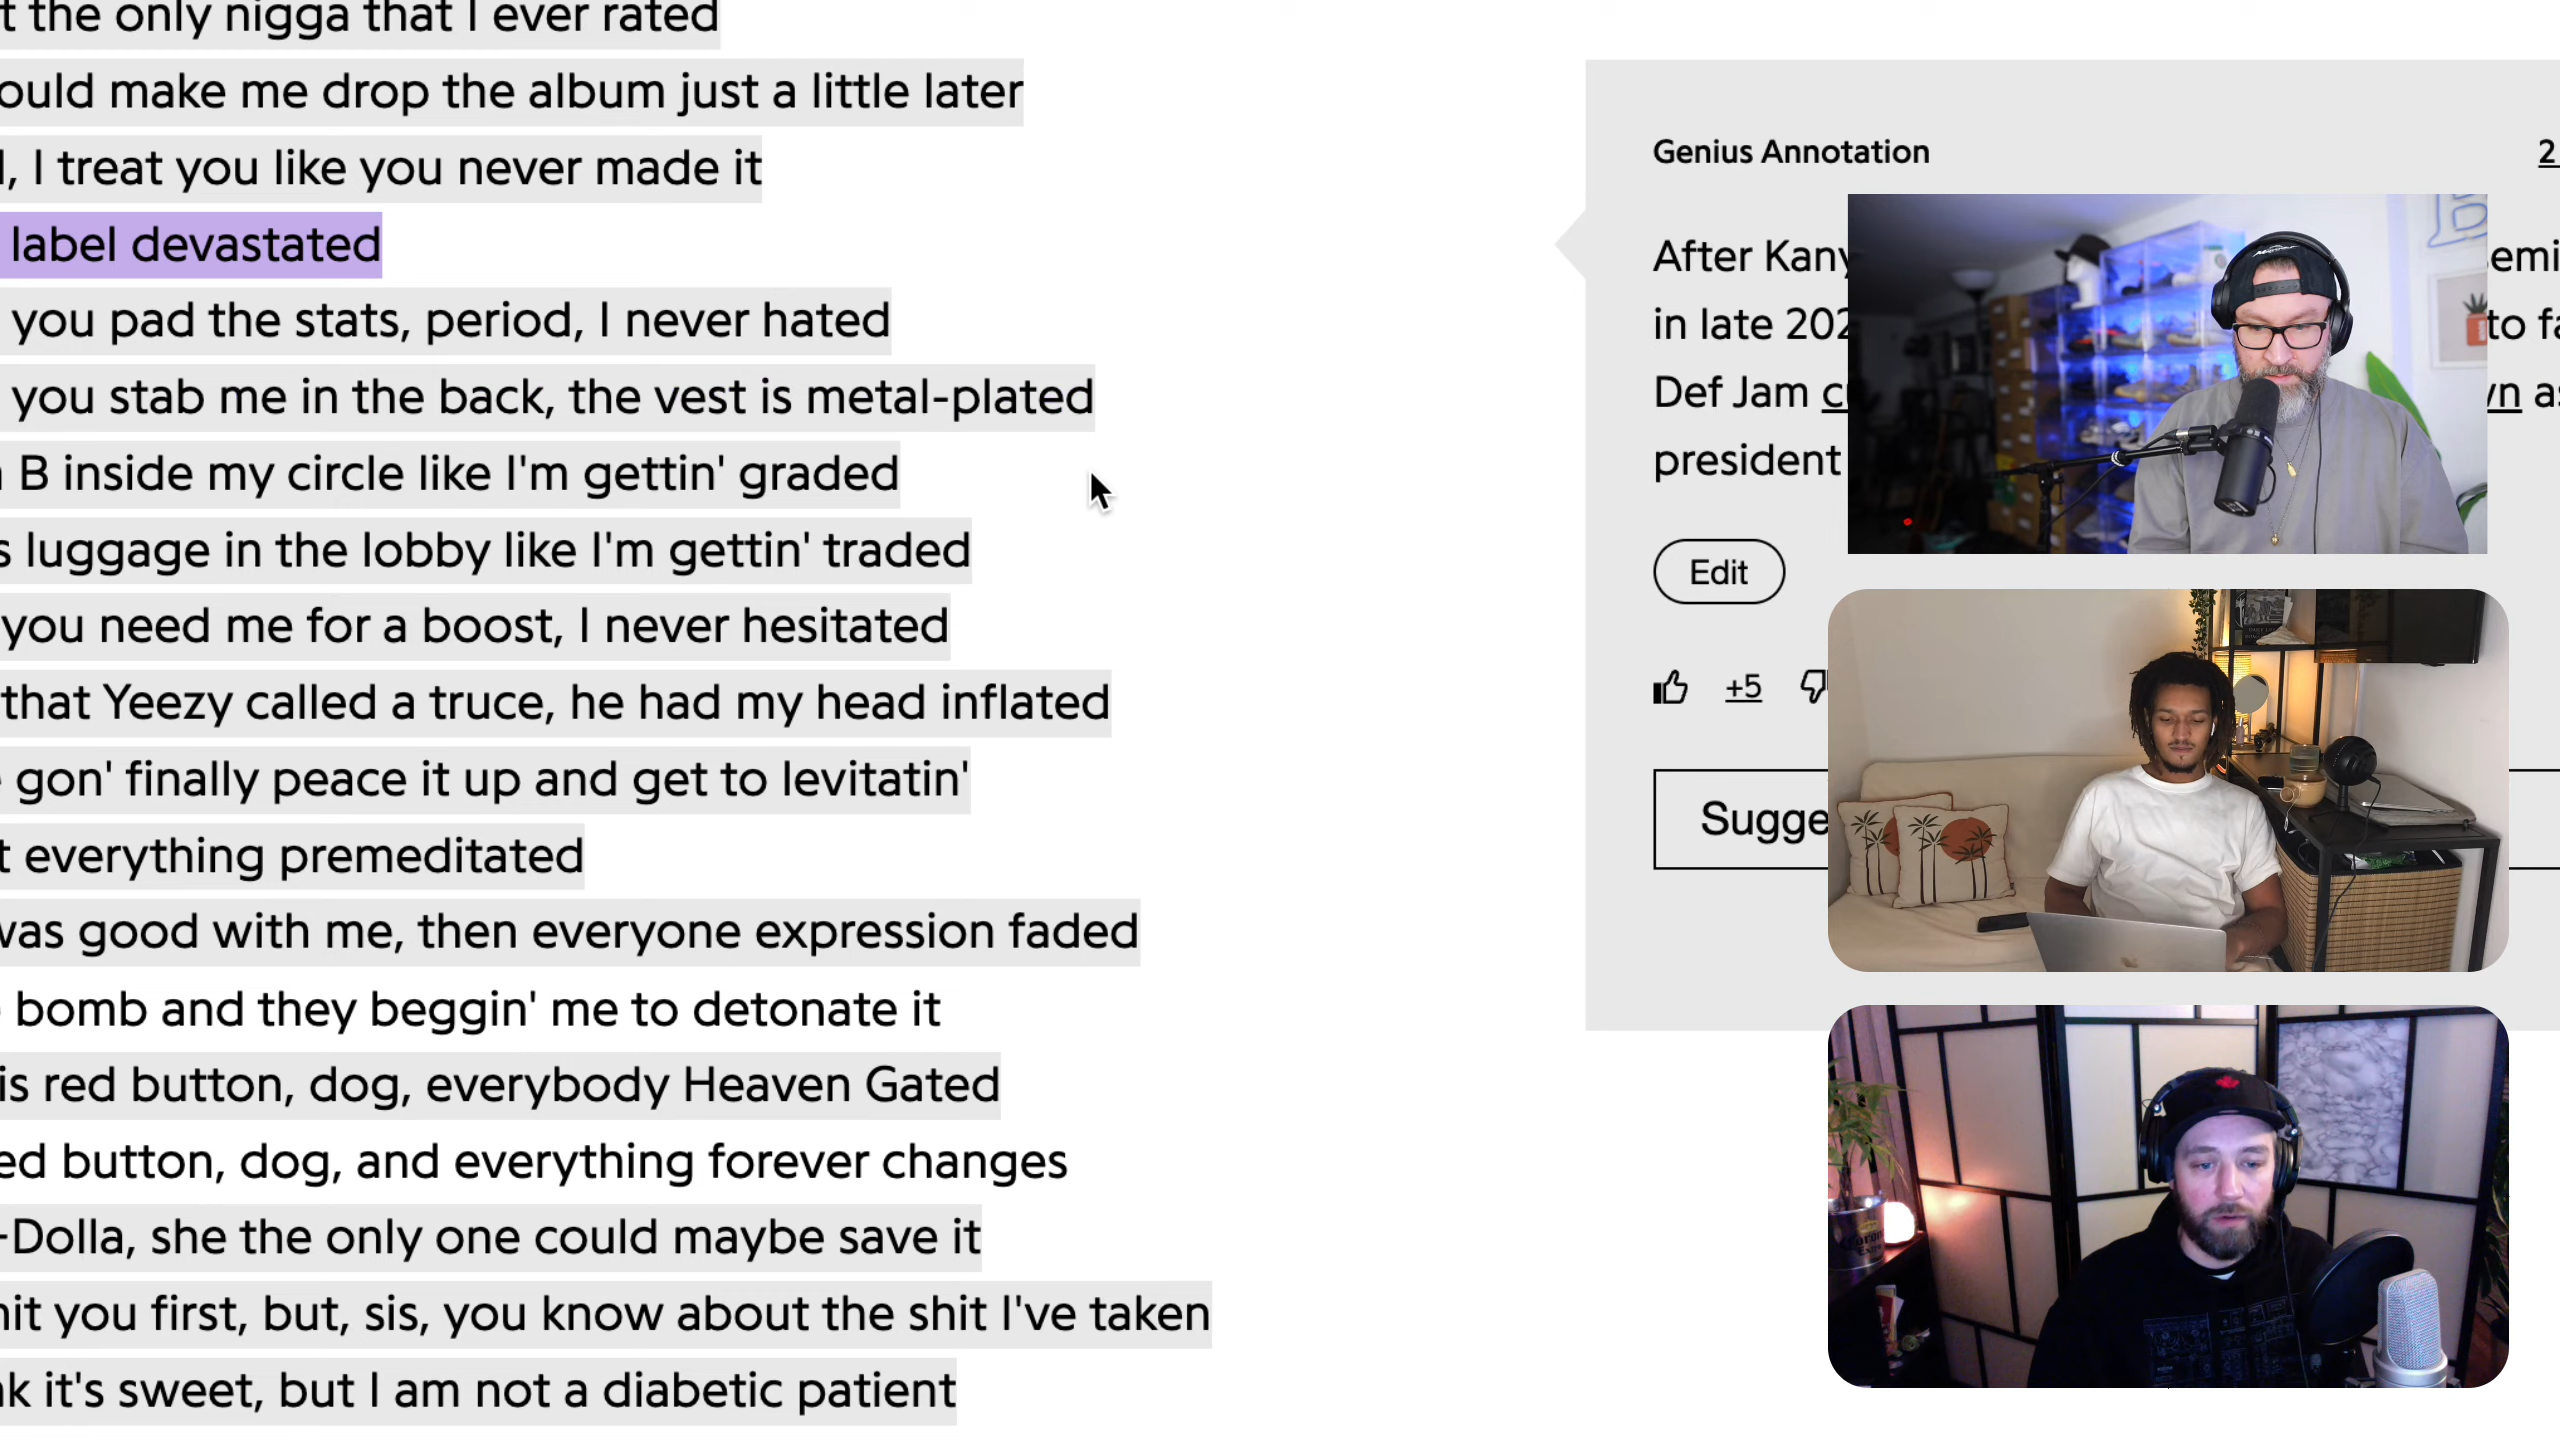 t the only nigga that I ever rated
ould make me drop the album just a little later
, I treat you like you never made it
label devastated
you pad the stats, period, I never hated
you stab me in the back, the vest is metal-plated
B inside my circle like I'm gettin' graded
s luggage in the lobby like I'm gettin' traded
you need me for a boost, I never hesitated
that Yeezy called a truce, he had my head inflated
gon' finally peace it up and get to levitatin'
t everything premeditated
was good with me, then everyone expression faded
bomb and they beggin' me to detonate it
is red button, dog, everybody Heaven Gated
ed button, dog, and everything forever changes
-Dolla, she the only one could maybe save it
hit you first, but, sis, you know about the shit I've taken
nk it's sweet, but I am not a diabetic patient
Genius Annotation
2
After Kany
emi
in late 202
to fa
Def Jam c
wn as
president
Edit
+5
Sugge
Corona
Extra